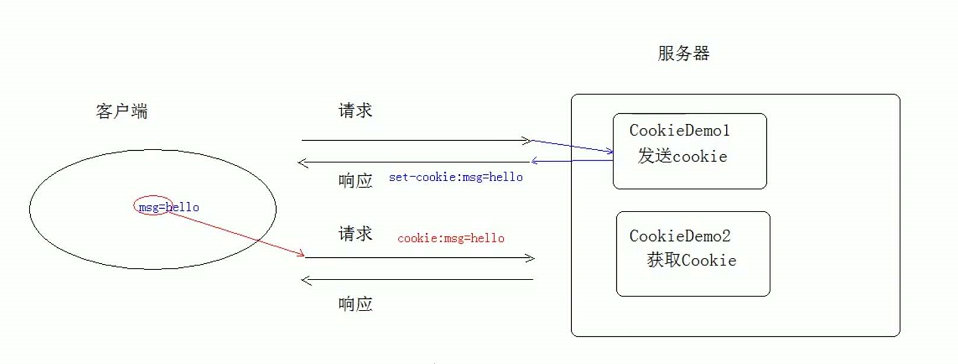 服务器
客户端
请求
CookieDemo1
发送cookie
响应
set-cookie:msg=hello
msg=hello
请求
cookie:msg=hello
CookieDemo2
获取Cookie
响应